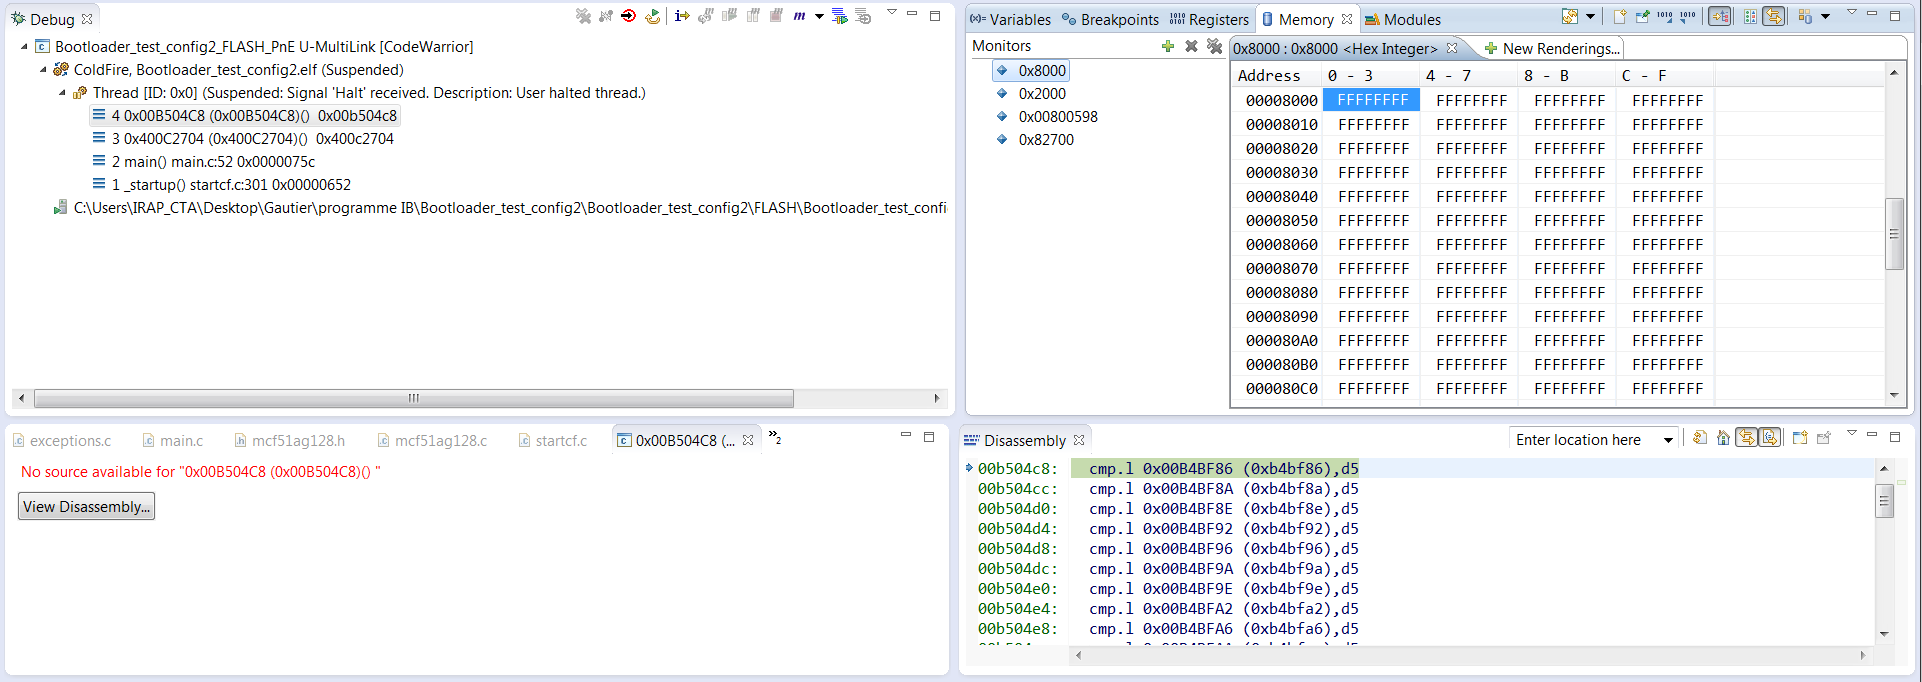 Debug
Bootloader_test_config2_FLASH_PnE U-MultiLink [CodeWarrior]
ColdFire, Bootloader_test_config2.elf (Suspended)
Thread [ID: 0x0] (Suspended: Signal 'Halt' received. Description: User halted thread.)
4 0x00B504C8 (0x00B504C8)() 0x00b504c8
3 0x400C2704 (0x400C2704)() 0x400c2704
2 main() main.c:52 0x0000075c
1 _startup() startcf.c:301 0x00000652
C:\Users\IRAP_CTA\Desktop\Gautier\programme IB\Bootloader_test_config2\Bootloader_test_config2\FLASH\Bootloader_test_confi
(x)= Variables Breakpoints 1010 0101 Registers Memory Modules
Monitors
0x8000
0x2000
0x00800598
0x82700
0x8000 : 0x8000 <Hex Integer> New Renderings...
Address 0 - 3 4 - 7 8 - B C - F
00008000 FFFFFFFF FFFFFFFF FFFFFFFF FFFFFFFF
00008010 FFFFFFFF FFFFFFFF FFFFFFFF FFFFFFFF
00008020 FFFFFFFF FFFFFFFF FFFFFFFF FFFFFFFF
00008030 FFFFFFFF FFFFFFFF FFFFFFFF FFFFFFFF
00008040 FFFFFFFF FFFFFFFF FFFFFFFF FFFFFFFF
00008050 FFFFFFFF FFFFFFFF FFFFFFFF FFFFFFFF
00008060 FFFFFFFF FFFFFFFF FFFFFFFF FFFFFFFF
00008070 FFFFFFFF FFFFFFFF FFFFFFFF FFFFFFFF
00008080 FFFFFFFF FFFFFFFF FFFFFFFF FFFFFFFF
00008090 FFFFFFFF FFFFFFFF FFFFFFFF FFFFFFFF
000080A0 FFFFFFFF FFFFFFFF FFFFFFFF FFFFFFFF
000080B0 FFFFFFFF FFFFFFFF FFFFFFFF FFFFFFFF
000080C0 FFFFFFFF FFFFFFFF FFFFFFFF FFFFFFFF
exceptions.c main.c mcf51ag128.h mcf51ag128.c startcf.c 0x00B504C8 (... »2
No source available for "0x00B504C8 (0x00B504C8)() "
View Disassembly...
Disassembly
Enter location here
00b504c8: cmp.l 0x00B4BF86 (0xb4bf86),d5
00b504cc: cmp.l 0x00B4BF8A (0xb4bf8a),d5
00b504d0: cmp.l 0x00B4BF8E (0xb4bf8e),d5
00b504d4: cmp.l 0x00B4BF92 (0xb4bf92),d5
00b504d8: cmp.l 0x00B4BF96 (0xb4bf96),d5
00b504dc: cmp.l 0x00B4BF9A (0xb4bf9a),d5
00b504e0: cmp.l 0x00B4BF9E (0xb4bf9e),d5
00b504e4: cmp.l 0x00B4BFA2 (0xb4bfa2),d5
00b504e8: cmp.l 0x00B4BFA6 (0xb4bfa6),d5